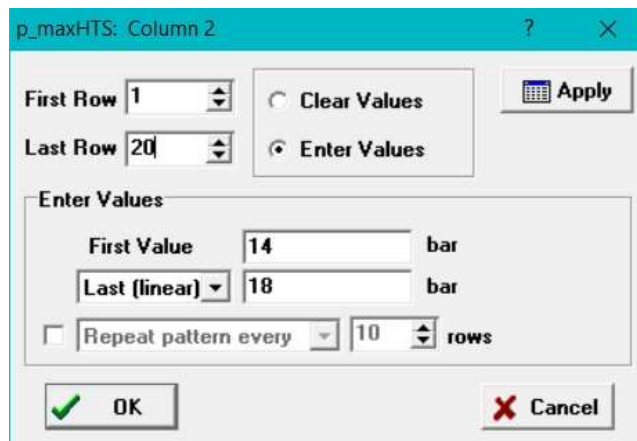 p_maxHTS: Column 2 ?
First Row 1
Last Row 20
Clear Values
Enter Values
Apply
Enter Values
First Value 14 bar
Last (linear) 18 bar
Repeat pattern every 10 rows
OK
Cancel